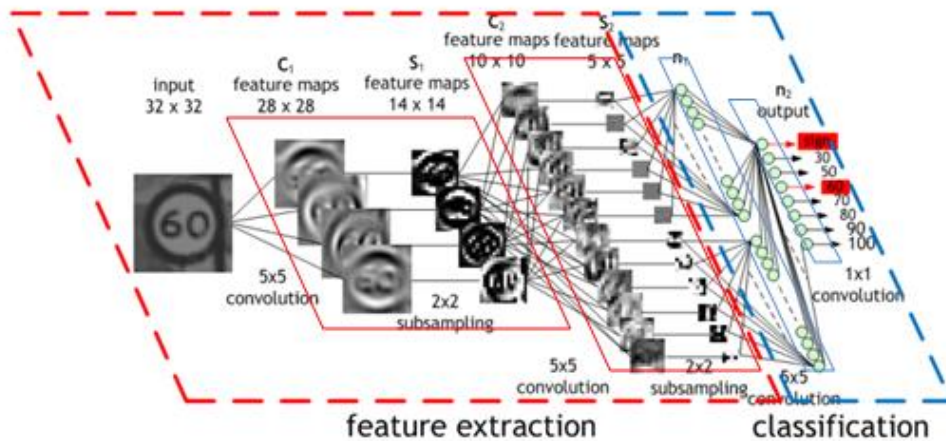 input
32 x 32
C₁
feature maps
28 x 28
S₁
feature maps
14 x 14
C₂
feature maps
10 x 10
S₂
feature maps
5 x 5
n₁
n₂
output
60
5x5
convolution
2x2
subsampling
5x5
convolution
2x2
subsampling
5x5
convolution
1x1
convolution
sign
30
50
60
70
80
90
100
feature extraction
classification